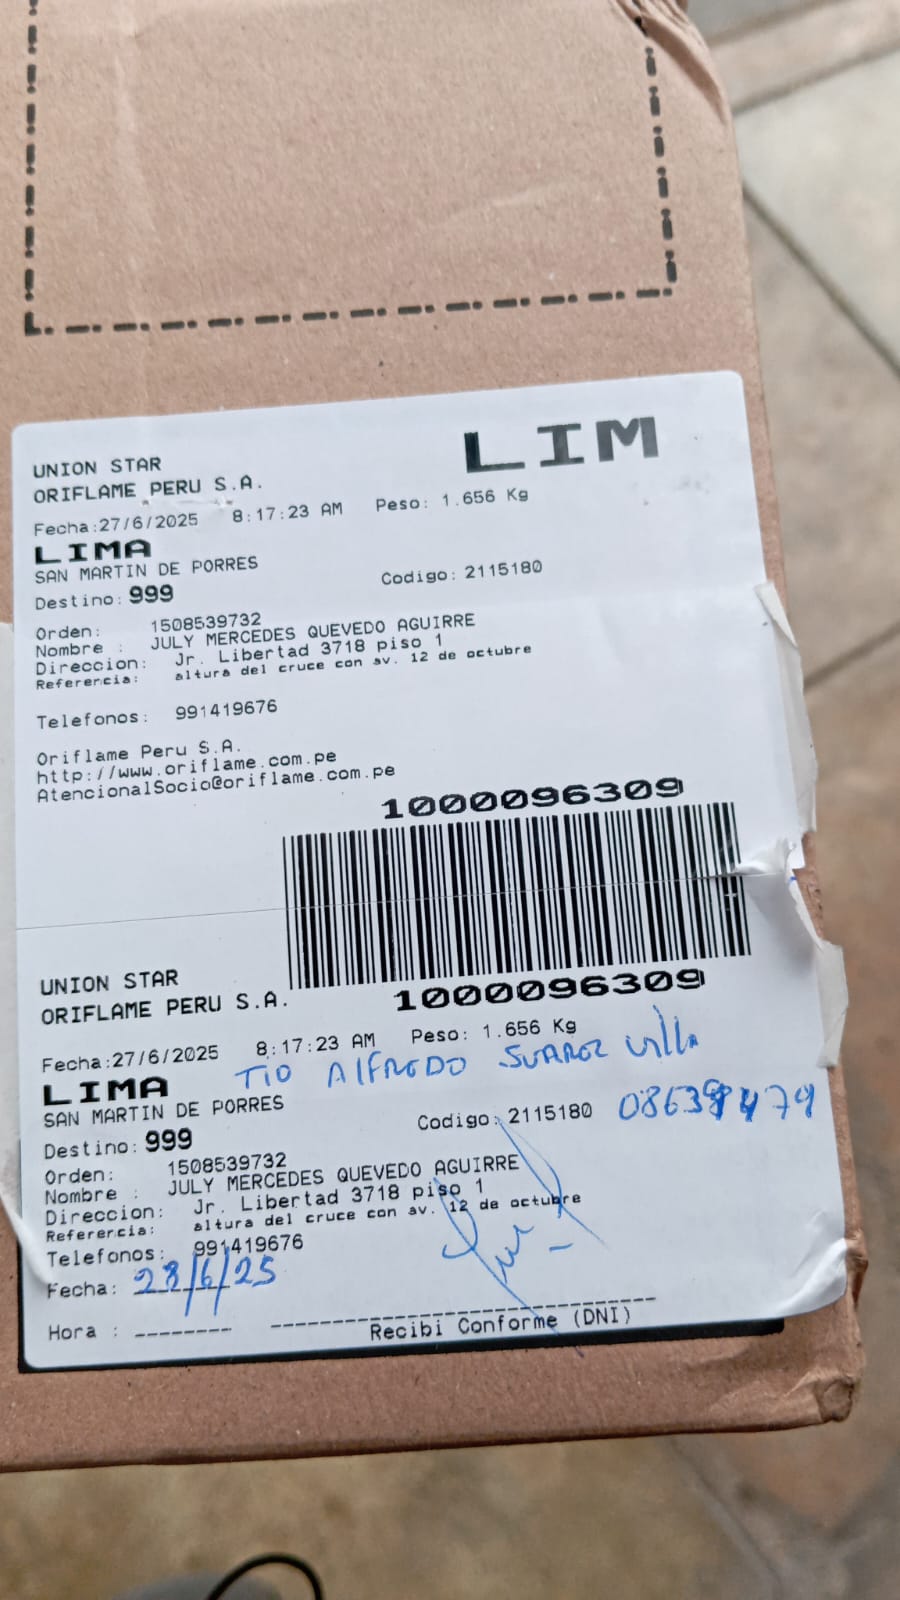 LIM
UNION STAR
ORIFLAME PERU S.A.
Fecha:27/6/2025 8:17:23 AM Peso: 1.656 Kg
LIMA
SAN MARTIN DE PORRES
Codigo: 2115180
Destino: 999
Orden: 1508539732
Nombre : JULY MERCEDES QUEVEDO AGUIRRE
Direccion: Jr. Libertad 3718 piso 1
Referencia: altura del cruce con av. 12 de octubre
Telefonos: 991419676
Oriflame Peru S.A.
http://www.oriflame.com.pe
AtencionalSocio@oriflame.com.pe
1000096309
1000096309
UNION STAR
ORIFLAME PERU S.A.
Fecha:27/6/2025 8:17:23 AM Peso: 1.656 Kg
TIO ALFREDO SUAREZ villa
LIMA
SAN MARTIN DE PORRES
Codigo: 2115180
Destino: 999
Orden: 1508539732
Nombre : JULY MERCEDES QUEVEDO AGUIRRE
Direccion: Jr. Libertad 3718 piso 1
Referencia: altura del cruce con av. 12 de octubre
Telefonos: 991419676
Fecha: 28/6/25
Hora :
Recibi Conforme (DNI)